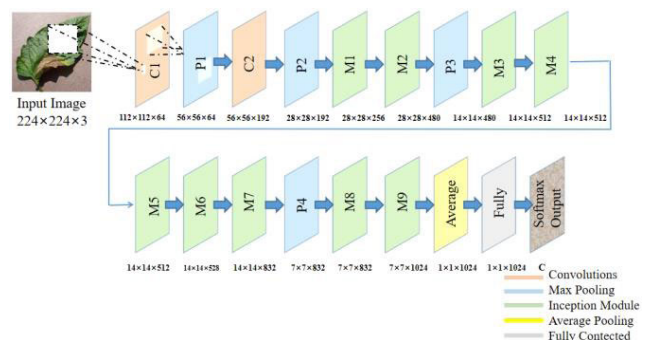 C1
P1
C2
P2
M1
M2
P3
M3
M4
Input Image
224×224×3
112×112×64
56×56×64
56×56×192
28×28×192
28×28×256
28×28×480
14×14×480
14×14×512
14×14×512
M5
M6
M7
P4
M8
M9
Average
Fully
Softmax
Output
14×14×512
14×14×528
14×14×832
7×7×832
7×7×832
7×7×1024
1×1×1024
1×1×1024
C
Convolutions
Max Pooling
Inception Module
Average Pooling
Fully Contected